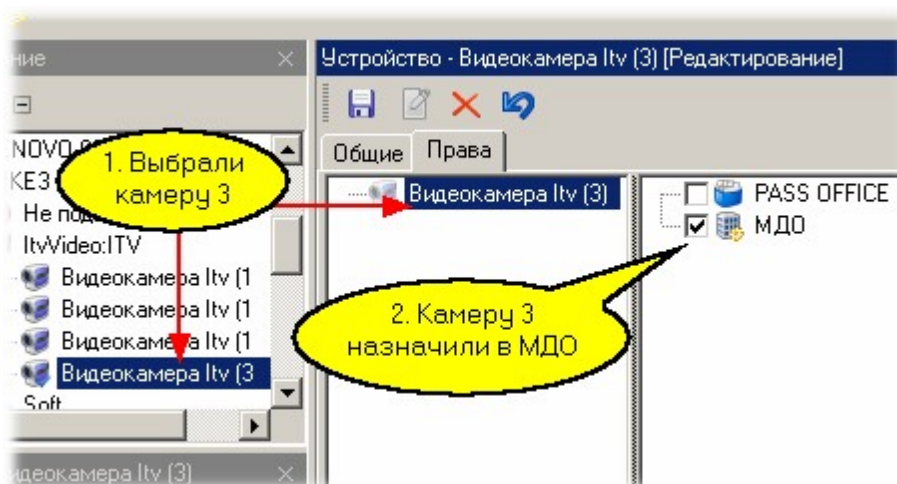 ние
Устройство - Видеокамера Itv (3) [Редактирование]
Общие
Права
1. Выбрали
камеру 3
Не под
ItvVideo:ITV
Видеокамера Itv (1
Видеокамера Itv (1
Видеокамера Itv (1
Видеокамера Itv (3
Soft
Видеокамера Itv (3)
PASS OFFICE
МДО
2. Камеру 3
назначили в МДО
идеокамера Itv (3)